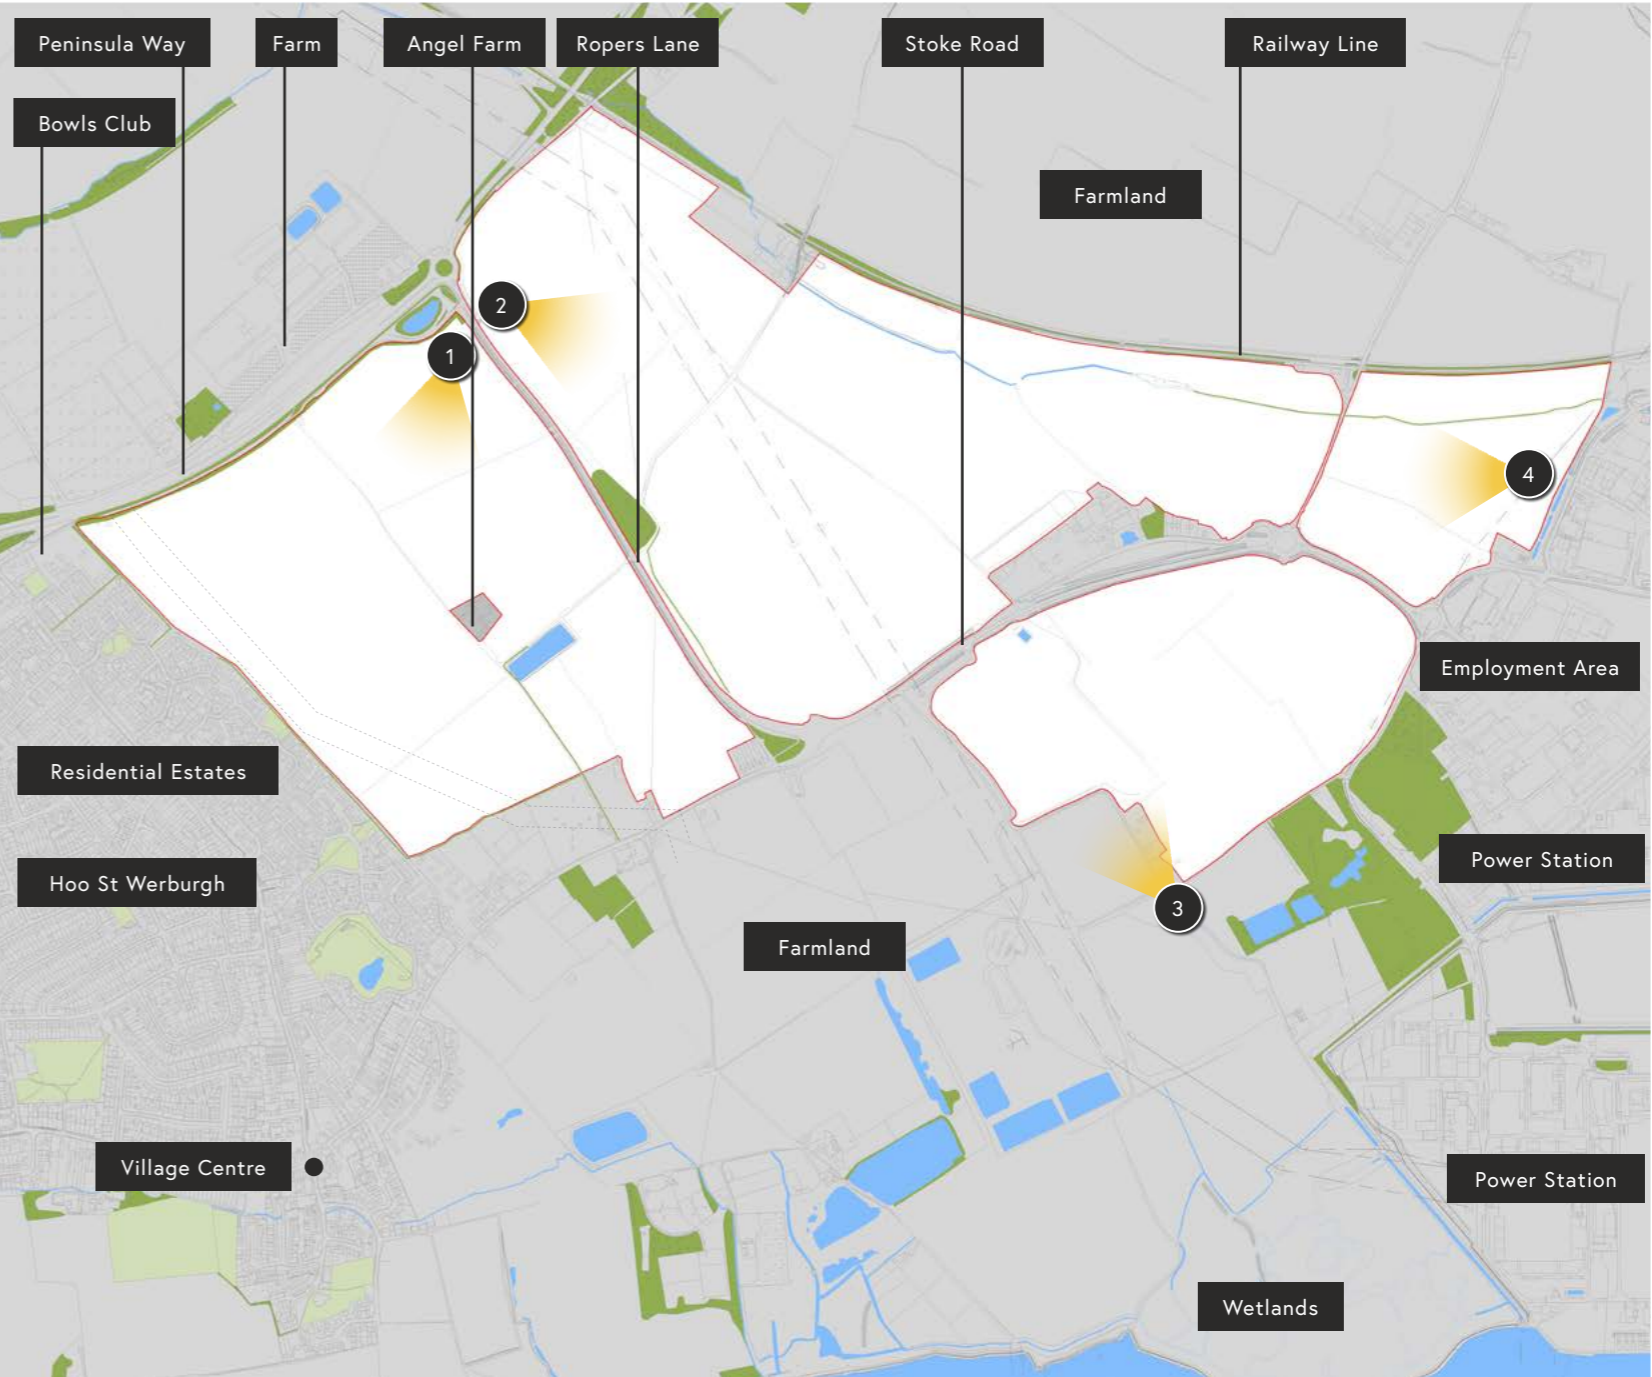 Peninsula Way
Farm
Angel Farm
Ropers Lane
Stoke Road
Railway Line
Bowls Club
Farmland
2
1
4
Employment Area
Residential Estates
Power Station
Hoo St Werburgh
3
Farmland
Village Centre
Power Station
Wetlands